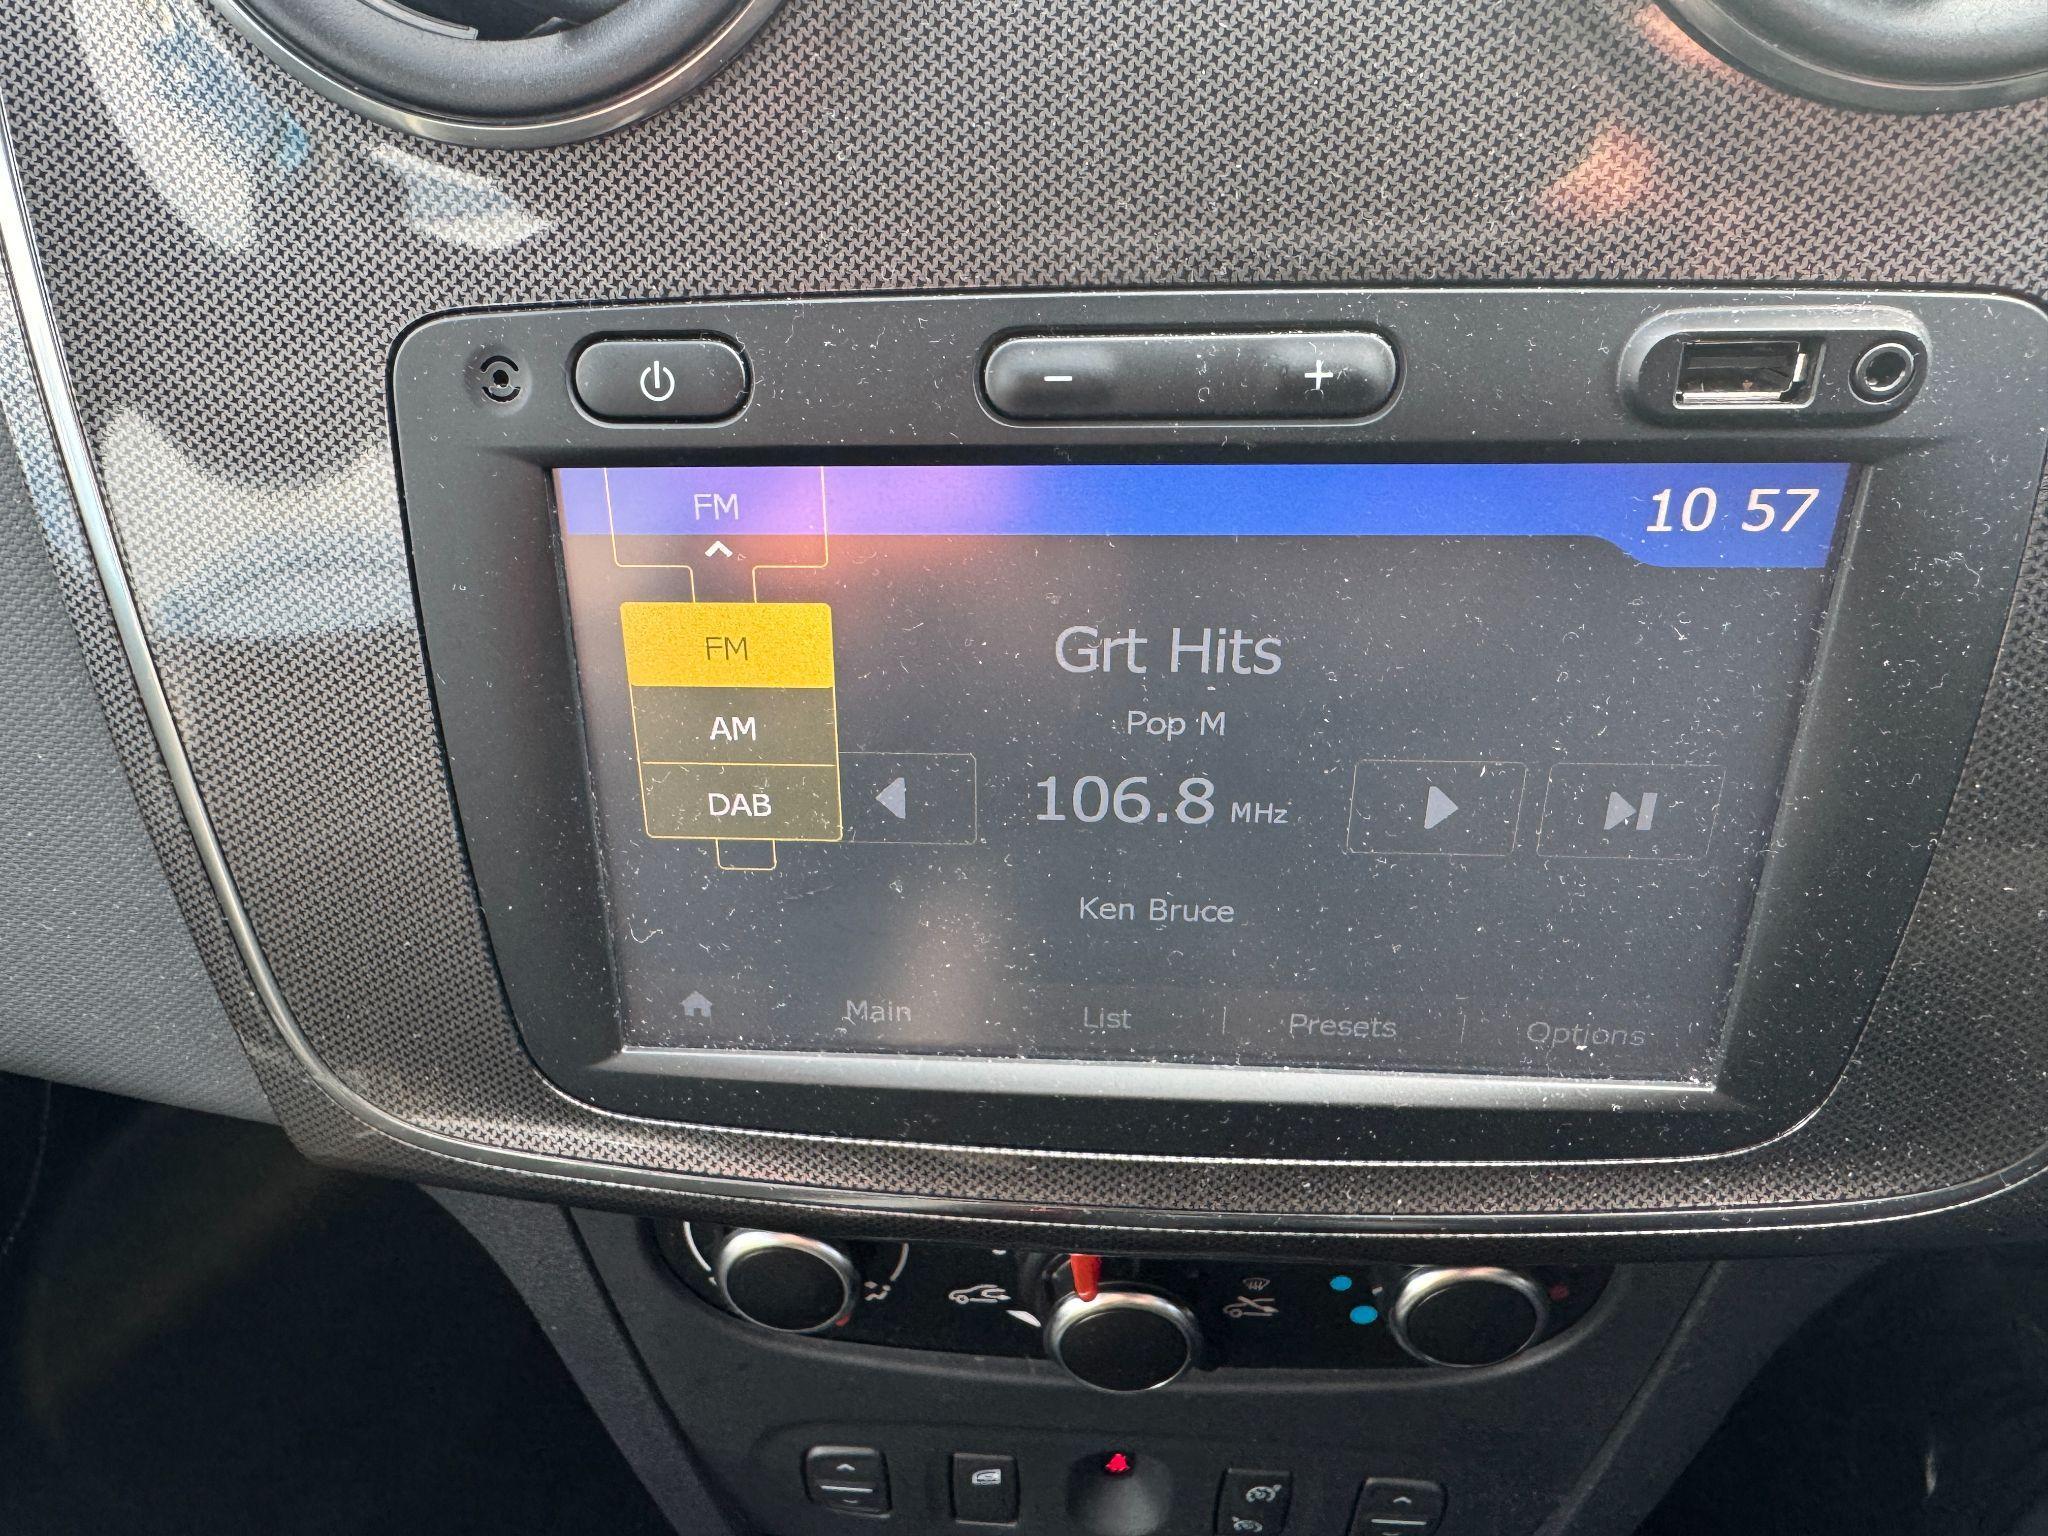 FM
10 57
FM
AM
DAB
Grt Hits
Pop M
106.8 MHz
Ken Bruce
Main
List
Presets
Options